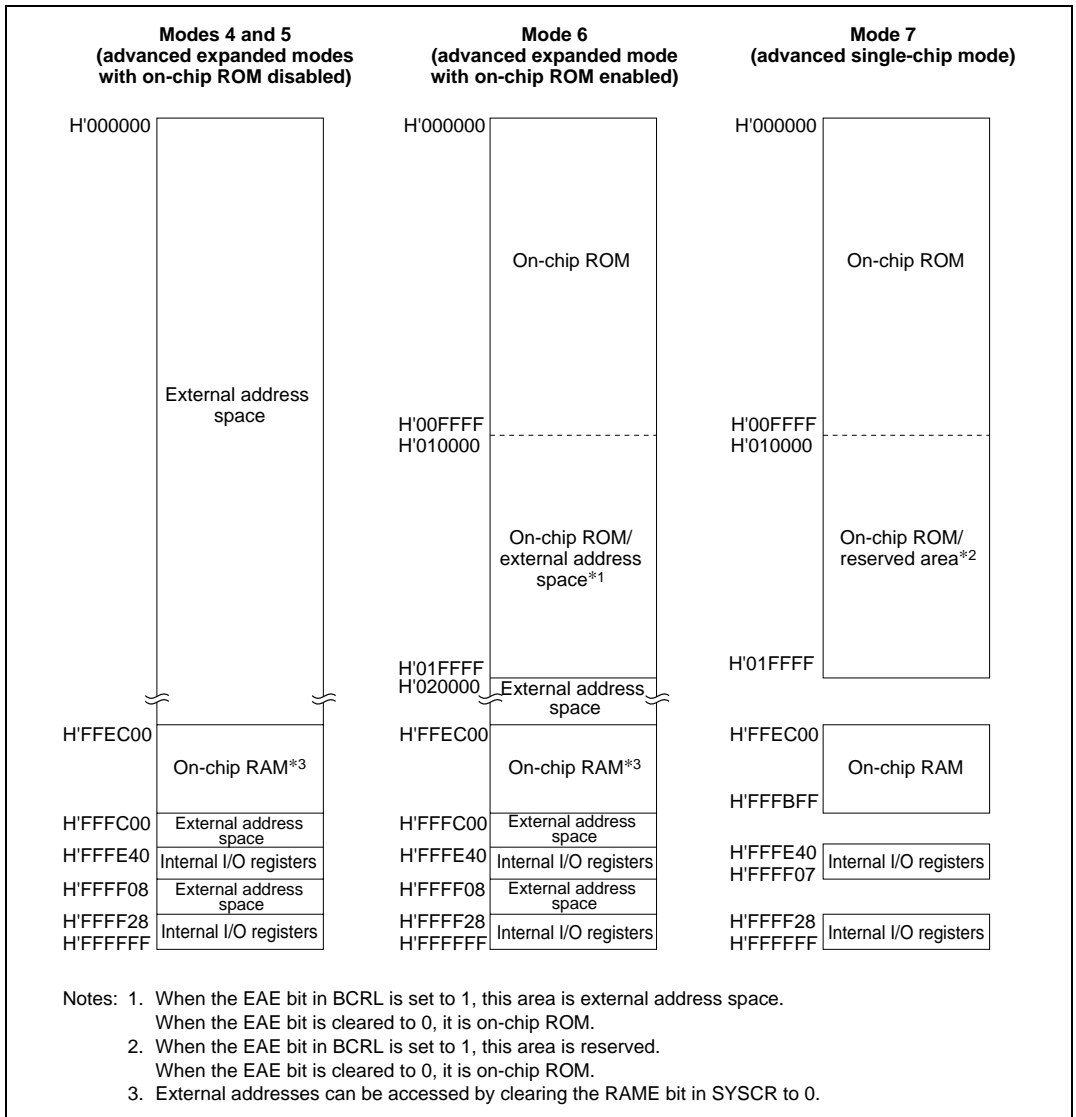 Modes 4 and 5
(advanced expanded modes
with on-chip ROM disabled)
H'000000
External address
space
H'FFEC00
On-chip RAM*3
H'FFFC00
External address
space
H'FFFE40
Internal I/O registers
H'FFFF08
External address
space
H'FFFF28
Internal I/O registers
H'FFFFFF
Mode 6
(advanced expanded mode
with on-chip ROM enabled)
H'000000
On-chip ROM
H'00FFFF
H'010000
On-chip ROM/
external address
space*1
H'01FFFF
H'020000
External address
space
H'FFEC00
On-chip RAM*3
H'FFFC00
External address
space
H'FFFE40
Internal I/O registers
H'FFFF08
External address
space
H'FFFF28
Internal I/O registers
H'FFFFFF
Mode 7
(advanced single-chip mode)
H'000000
On-chip ROM
H'00FFFF
H'010000
On-chip ROM/
reserved area*2
H'01FFFF
H'FFEC00
On-chip RAM
H'FFFBFF
H'FFFE40
Internal I/O registers
H'FFFF07
H'FFFF28
Internal I/O registers
H'FFFFFF
Notes: 1. When the EAE bit in BCRL is set to 1, this area is external address space.
When the EAE bit is cleared to 0, it is on-chip ROM.
2. When the EAE bit in BCRL is set to 1, this area is reserved.
When the EAE bit is cleared to 0, it is on-chip ROM.
3. External addresses can be accessed by clearing the RAME bit in SYSCR to 0.